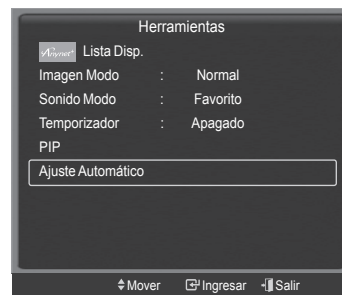 Herramientas
Anynet+ Lista Disp.
Imagen Modo : Normal
Sonido Modo : Favorito
Temporizador : Apagado
PIP
Ajuste Automático
Mover Ingresar Salir